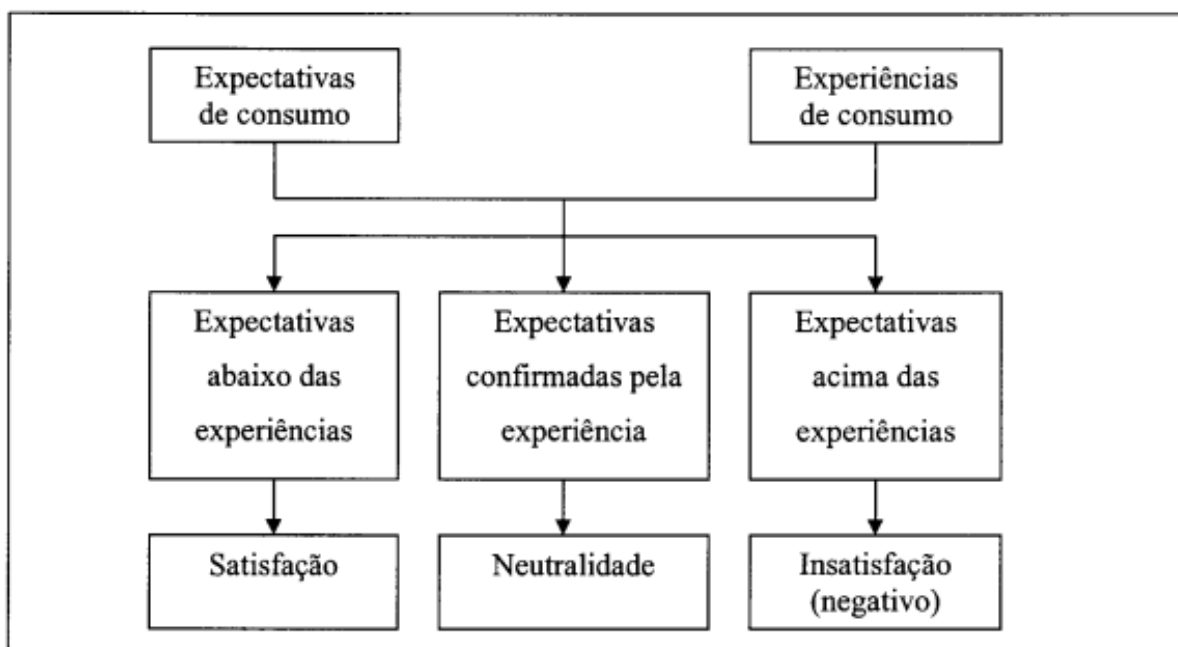 Expectativas
de consumo
Experiências
de consumo
Expectativas
abaixo das
experiências
Expectativas
confirmadas pela
experiência
Expectativas
acima das
experiências
Satisfação
Neutralidade
Insatisfação
(negativo)